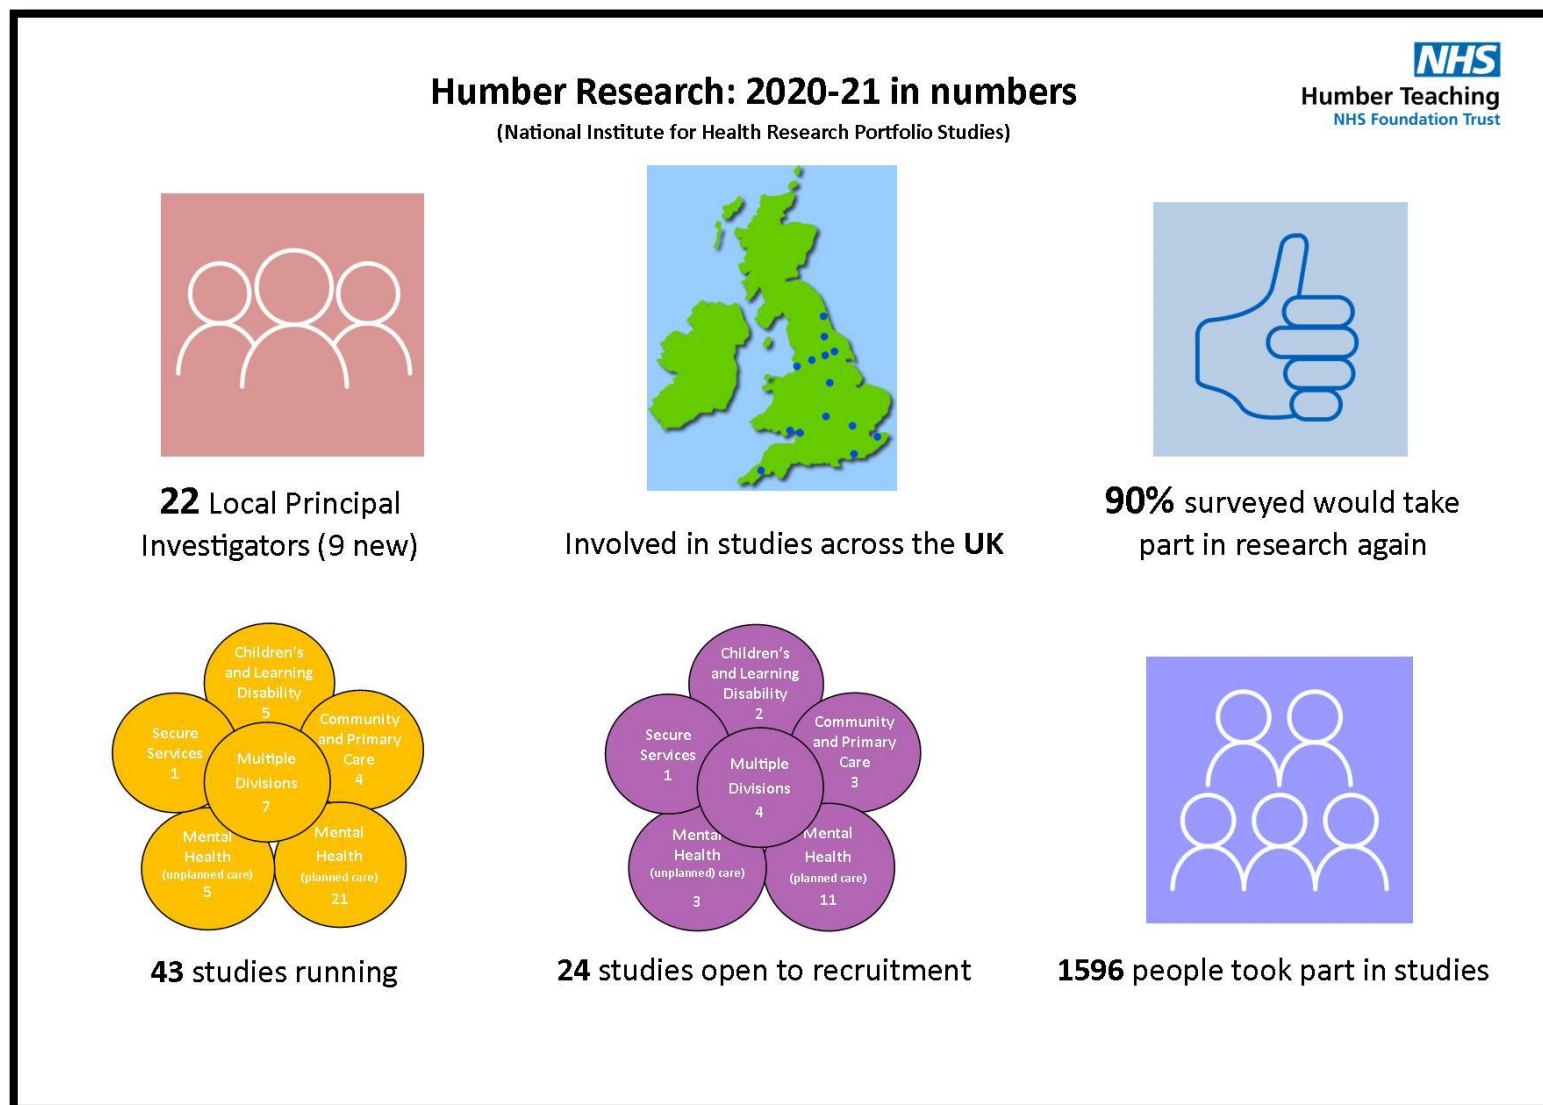 Humber Research: 2020-21 in numbers
(National Institute for Health Research Portfolio Studies)
NHS
Humber Teaching
NHS Foundation Trust
22 Local Principal
Investigators (9 new)
Involved in studies across the UK
90% surveyed would take
part in research again
Children's
and Learning
Disability
5
Secure
Services
1
Community
and Primary
Care
4
Multiple
Divisions
7
Mental
Health
(unplanned care)
5
Mental
Health
(planned care)
21
43 studies running
Children's
and Learning
Disability
2
Secure
Services
1
Community
and Primary
Care
3
Multiple
Divisions
4
Mental
Health
(unplanned) care)
3
Mental
Health
(planned care)
11
24 studies open to recruitment
1596 people took part in studies